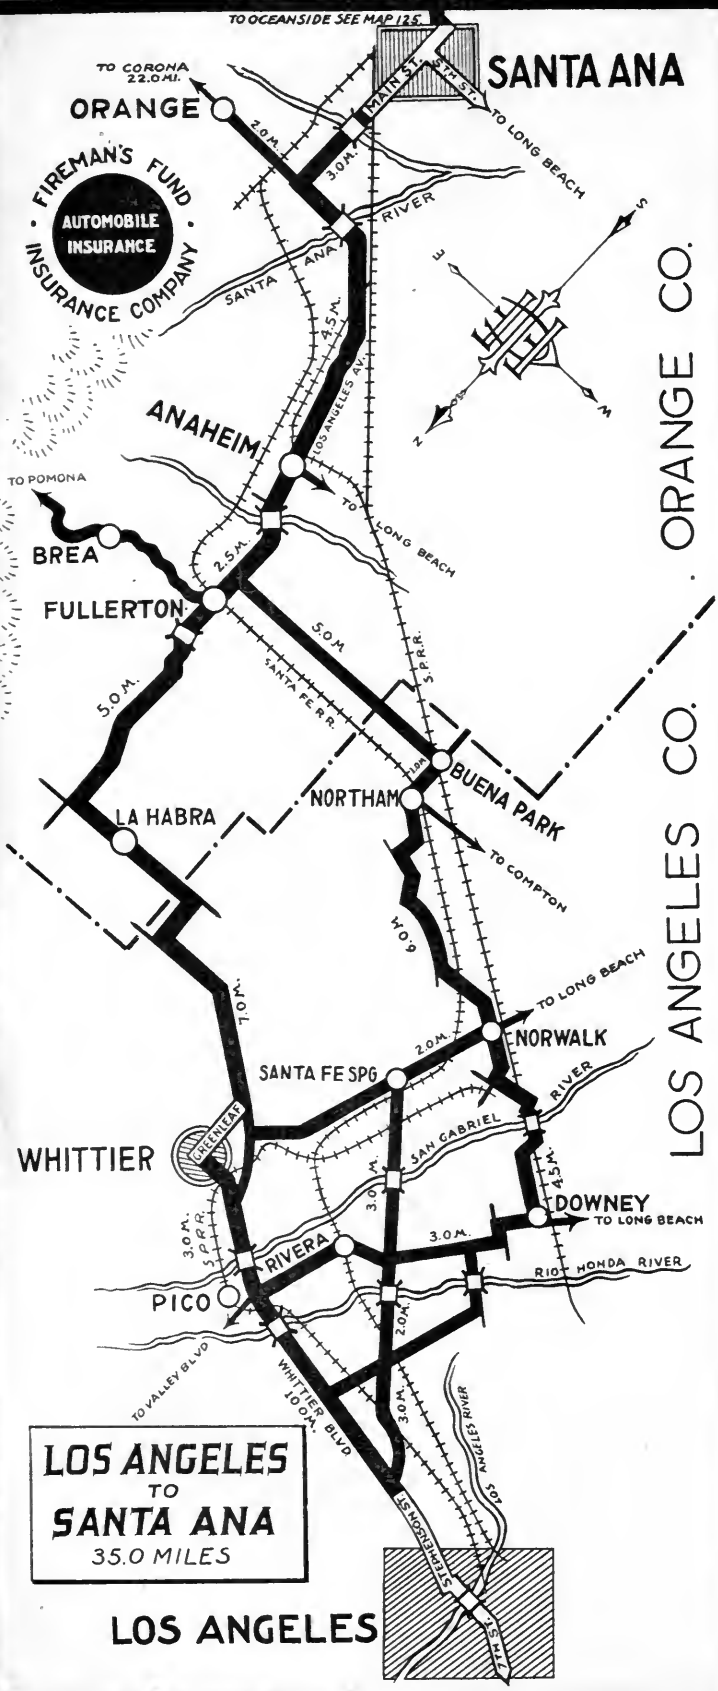 TO OCEANSIDE SEE MAP 125.
SANTA ANA
MAIN ST.
5TH ST.
TO LONG BEACH
TO CORONA
22.0 MI.
ORANGE
2.0 M.
3.0 M.
FIREMAN'S FUND
AUTOMOBILE
INSURANCE
INSURANCE COMPANY
SANTA ANA RIVER
S
E
W
N
4.5 M.
LOS ANGELES AV.
ANAHEIM
TO LONG BEACH
TO POMONA
BREA
2.5 M.
FULLERTON
5.0 M.
SANTA FE R.R.
S.P.R.R.
5.0 M.
ORANGE CO.
LOS ANGELES CO.
1.0 M.
BUENA PARK
NORTHAM
LA HABRA
TO COMPTON
6.0 M
7.0 M.
TO LONG BEACH
2.0 M.
NORWALK
SANTA FE SPG
GREENLEAF
WHITTIER
SAN GABRIEL RIVER
3.0 M.
4.5 M.
DOWNEY
TO LONG BEACH
3.0 M.
S.P.R.R.
RIVERA
3.0 M.
RIO HONDA RIVER
PICO
2.0 M.
TO VALLEY BLVD
WHITTIER BLVD
10.0 M.
3.0 M.
LOS ANGELES RIVER
LOS ANGELES
TO
SANTA ANA
35.0 MILES
STEPHENSON ST.
7TH ST.
LOS ANGELES